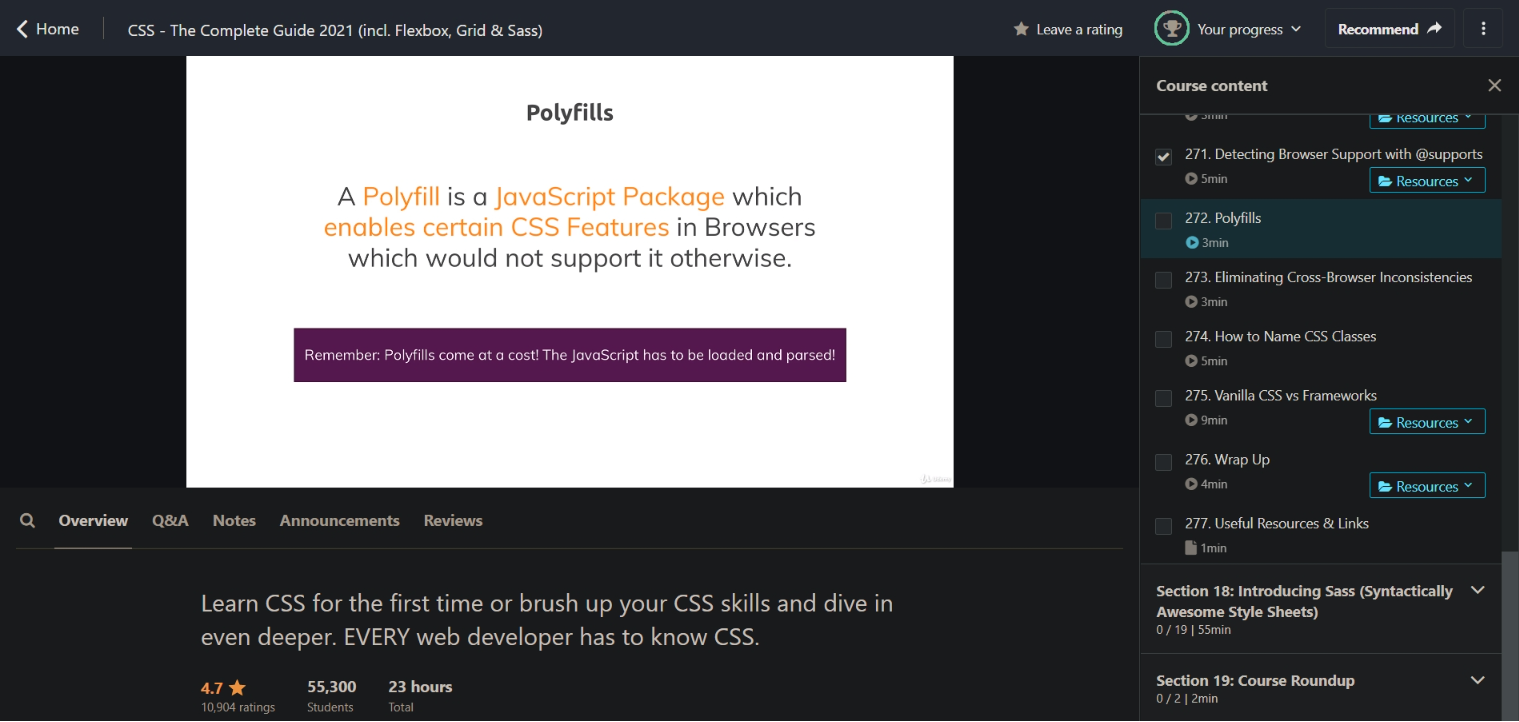 Home
CSS - The Complete Guide 2021 (incl. Flexbox, Grid & Sass)
Leave a rating
Your progress
Recommend
Polyfills
A Polyfill is a JavaScript Package which
enables certain CSS Features in Browsers
which would not support it otherwise.
Remember: Polyfills come at a cost! The JavaScript has to be loaded and parsed!
Overview
Q&A
Notes
Announcements
Reviews
Learn CSS for the first time or brush up your CSS skills and dive in
even deeper. EVERY web developer has to know CSS.
4.7
55,300
23 hours
10,904 ratings
Students
Total
Course content
Resources
271. Detecting Browser Support with @supports
5min
Resources
272. Polyfills
3min
273. Eliminating Cross-Browser Inconsistencies
3min
274. How to Name CSS Classes
5min
275. Vanilla CSS vs Frameworks
9min
Resources
276. Wrap Up
4min
Resources
277. Useful Resources & Links
1min
Section 18: Introducing Sass (Syntactically
Awesome Style Sheets)
0 / 19 | 55min
Section 19: Course Roundup
0 / 2 | 2min